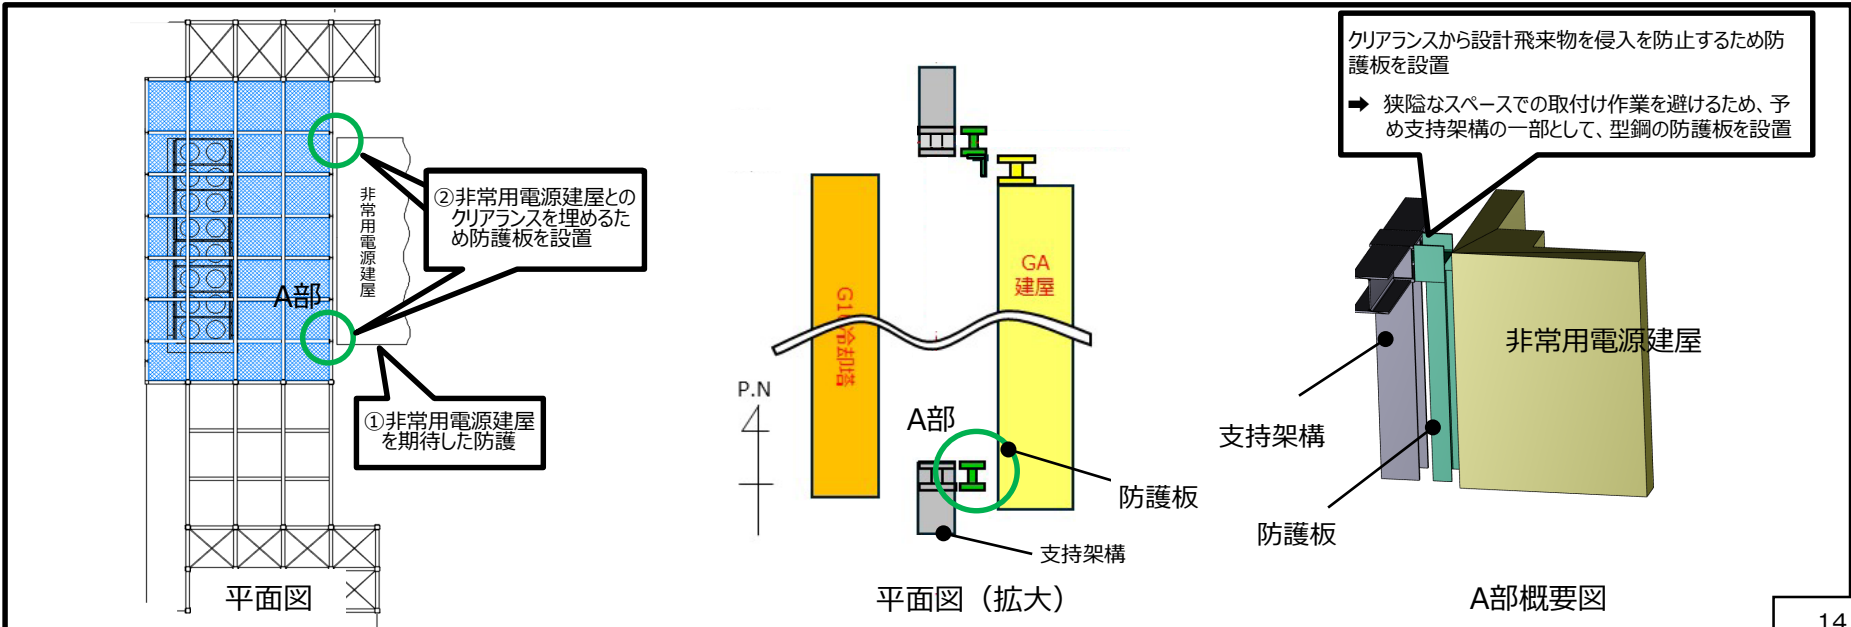 非常用電源建屋
②非常用電源建屋との
クリアランスを埋めるた
め防護板を設置
A部
①非常用電源建屋
を期待した防護
平面図
GA
建屋
P.N
A部
防護板
支持架構
平面図（拡大）
クリアランスから設計飛来物を侵入を防止するため防
護板を設置
➡ 狭隘なスペースでの取付け作業を避けるため、予
め支持架構の一部として、型鋼の防護板を設置
非常用電源建屋
支持架構
防護板
A部概要図
14